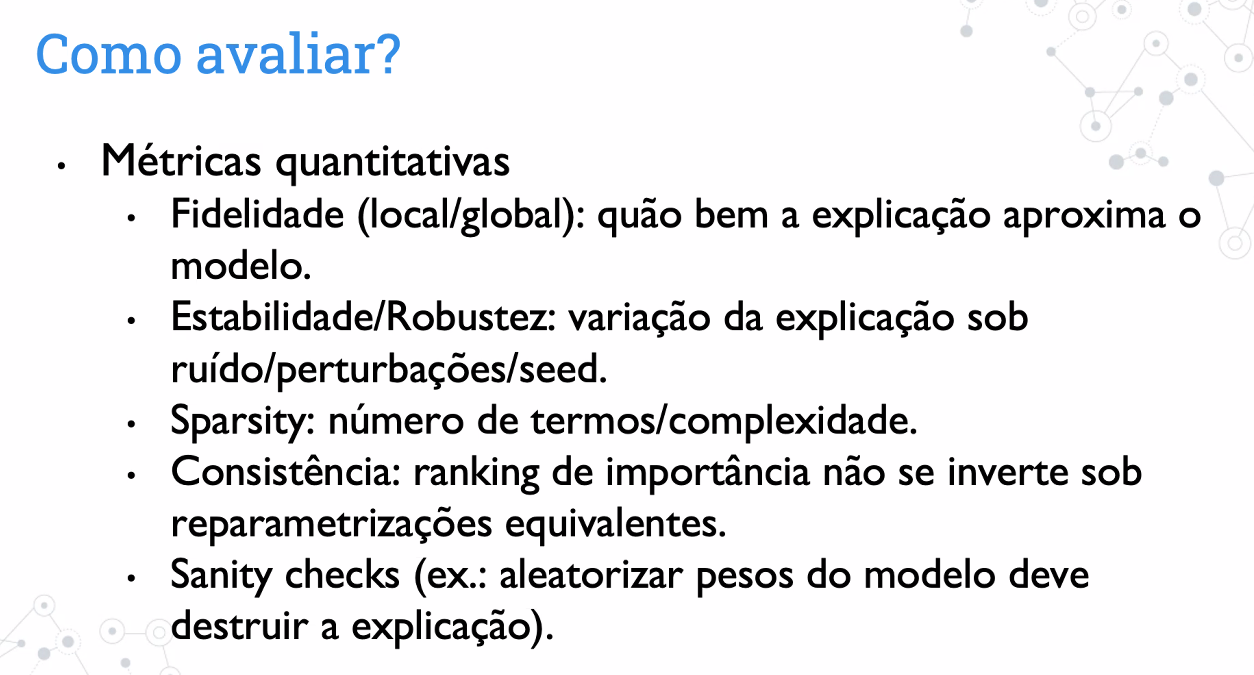 Como avaliar?
• Métricas quantitativas
• Fidelidade (local/global): quão bem a explicação aproxima o
modelo.
• Estabilidade/Robustez: variação da explicação sob
ruído/perturbações/seed.
• Sparsity: número de termos/complexidade.
• Consistência: ranking de importância não se inverte sob
reparametrizações equivalentes.
• Sanity checks (ex.: aleatorizar pesos do modelo deve
destruir a explicação).